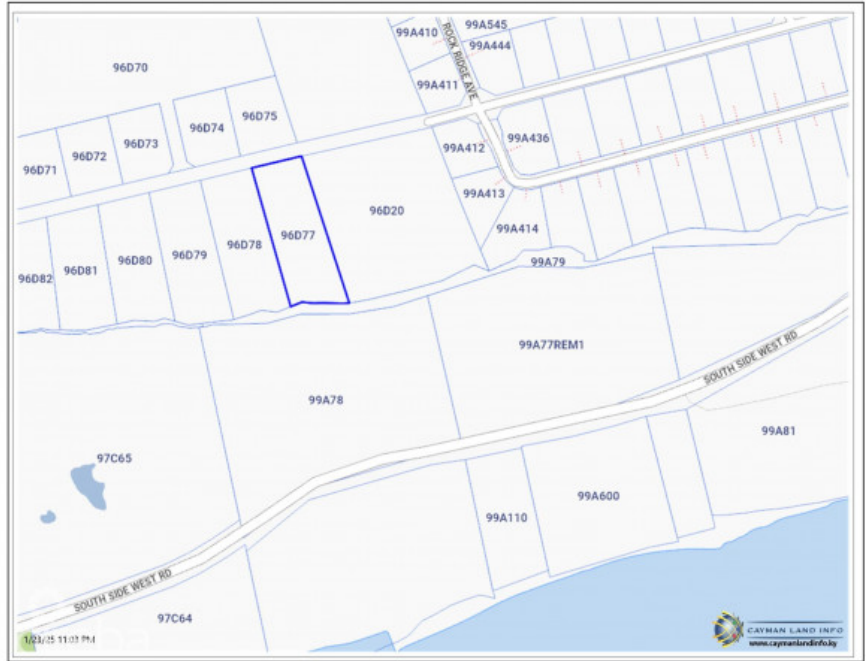 99A410
99A545
99A444
ROCK RIDGE AVE
96D70
99A411
96D75
96D74
96D73
96D72
96D71
99A436
99A412
99A413
96D20
96D77
96D78
96D79
96D80
96D81
96D82
99A414
99A79
99A77REM1
SOUTH SIDE WEST RD
99A78
99A81
97C65
99A600
99A110
SOUTH SIDE WEST RD
97C64
CAYMAN LAND INFO
www.caymanlandinfo.ky